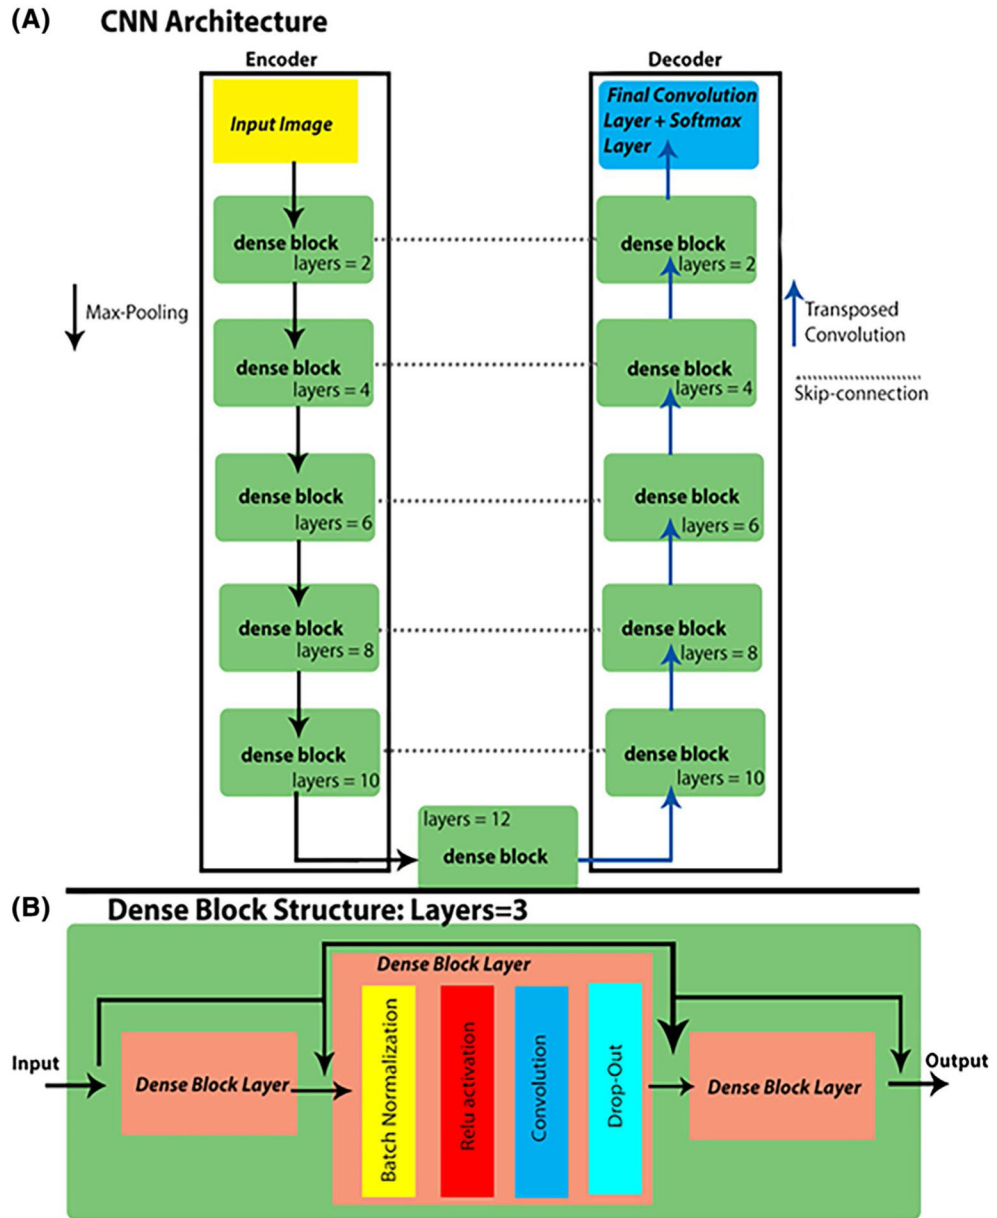 (A) CNN Architecture
Encoder
Decoder
Input Image
Final Convolution
Layer + Softmax
Layer
dense block
layers = 2
dense block
layers = 2
Max-Pooling
Transposed
Convolution
dense block
layers = 4
dense block
layers = 4
Skip-connection
dense block
layers = 6
dense block
layers = 6
dense block
layers = 8
dense block
layers = 8
dense block
layers = 10
dense block
layers = 10
layers = 12
dense block
(B) Dense Block Structure: Layers=3
Dense Block Layer
Input
Dense Block Layer
Batch Normalization
Relu activation
Convolution
Drop-Out
Dense Block Layer
Output